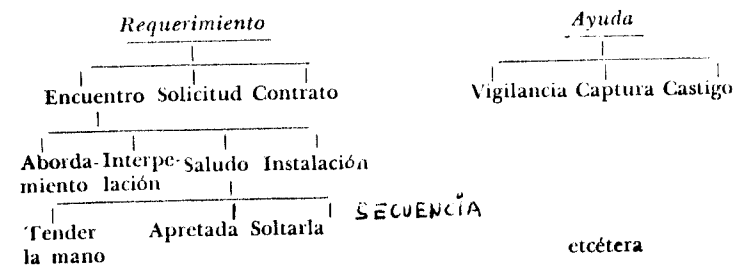 Requerimiento Ayuda
Encuentro Solicitud Contrato Vigilancia Captura Castigo
Aborda- Interpe- Saludo Instalación
miento lación
SECUENCIA
Tender Apretada Soltarla
la mano etcétera